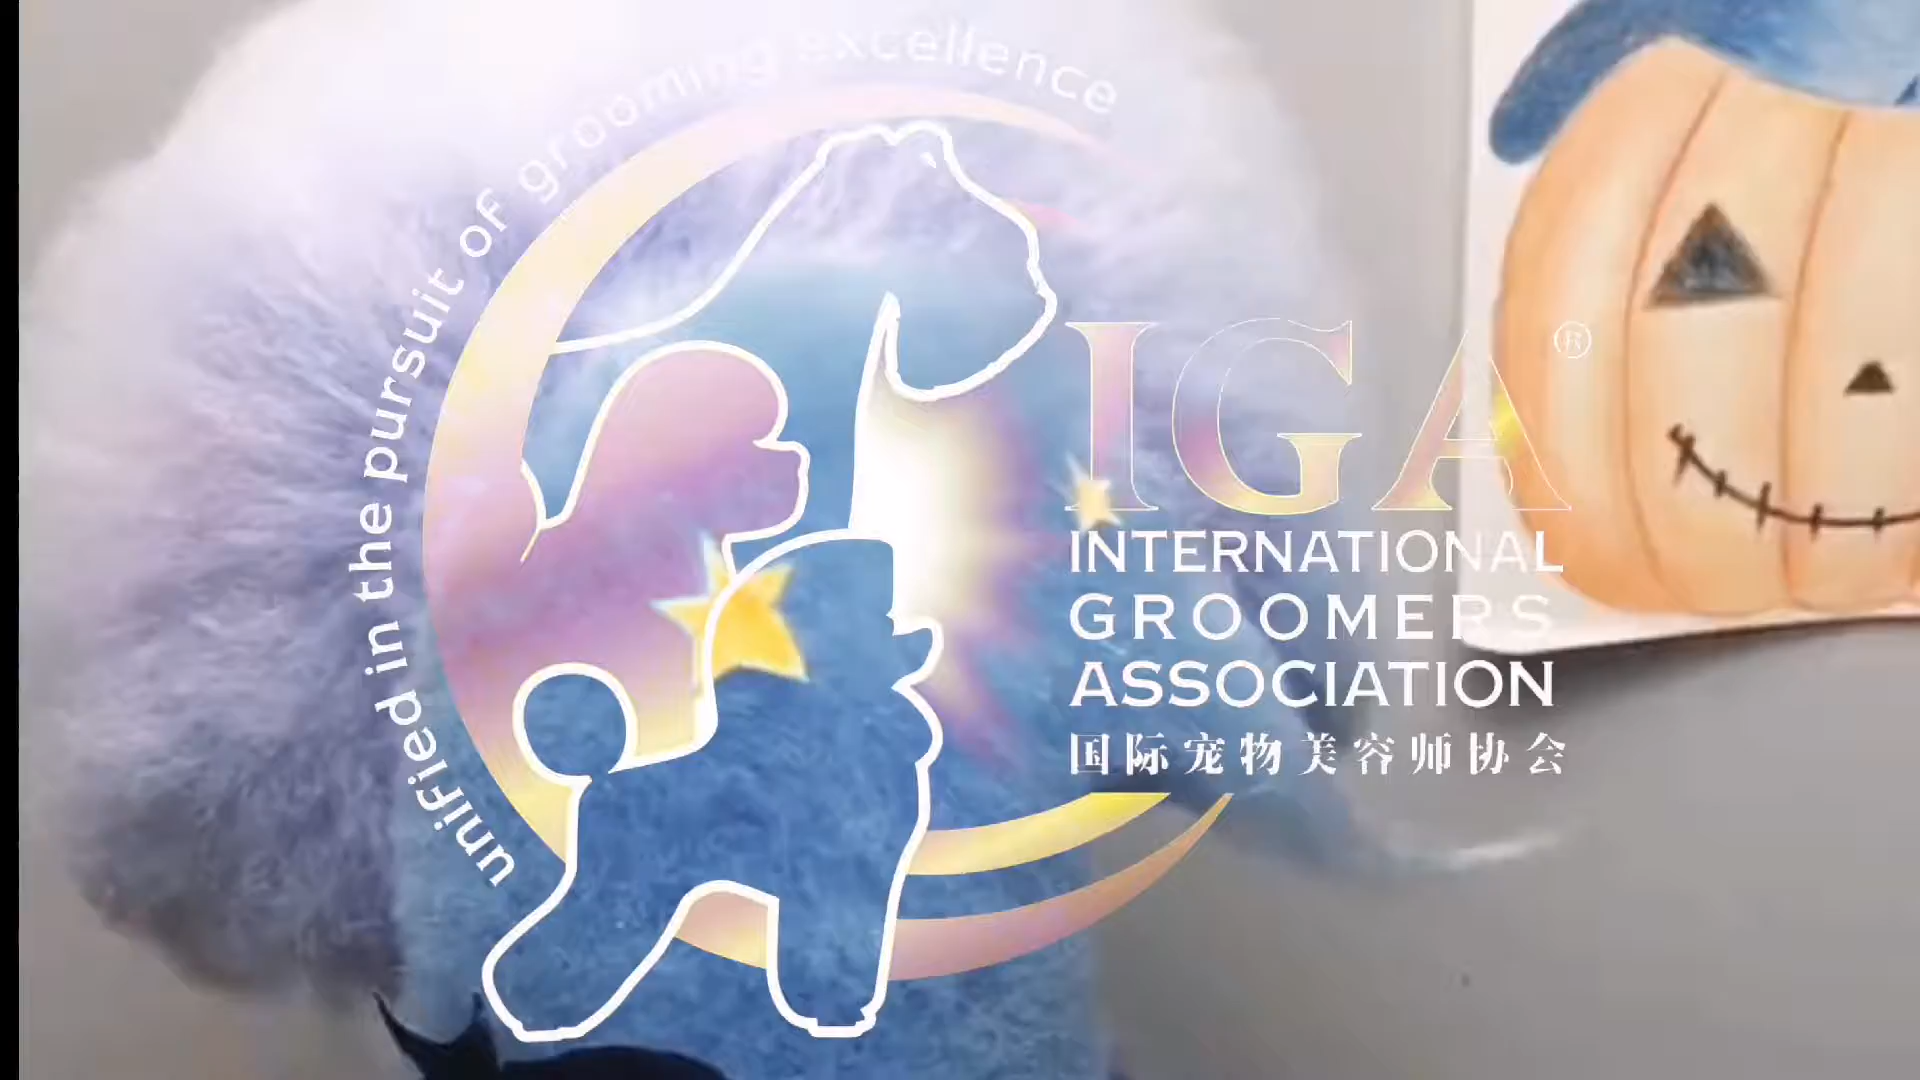 unified in the pursuit of grooming excellence
IGA®
INTERNATIONAL
GROOMERS
ASSOCIATION
国际宠物美容师协会